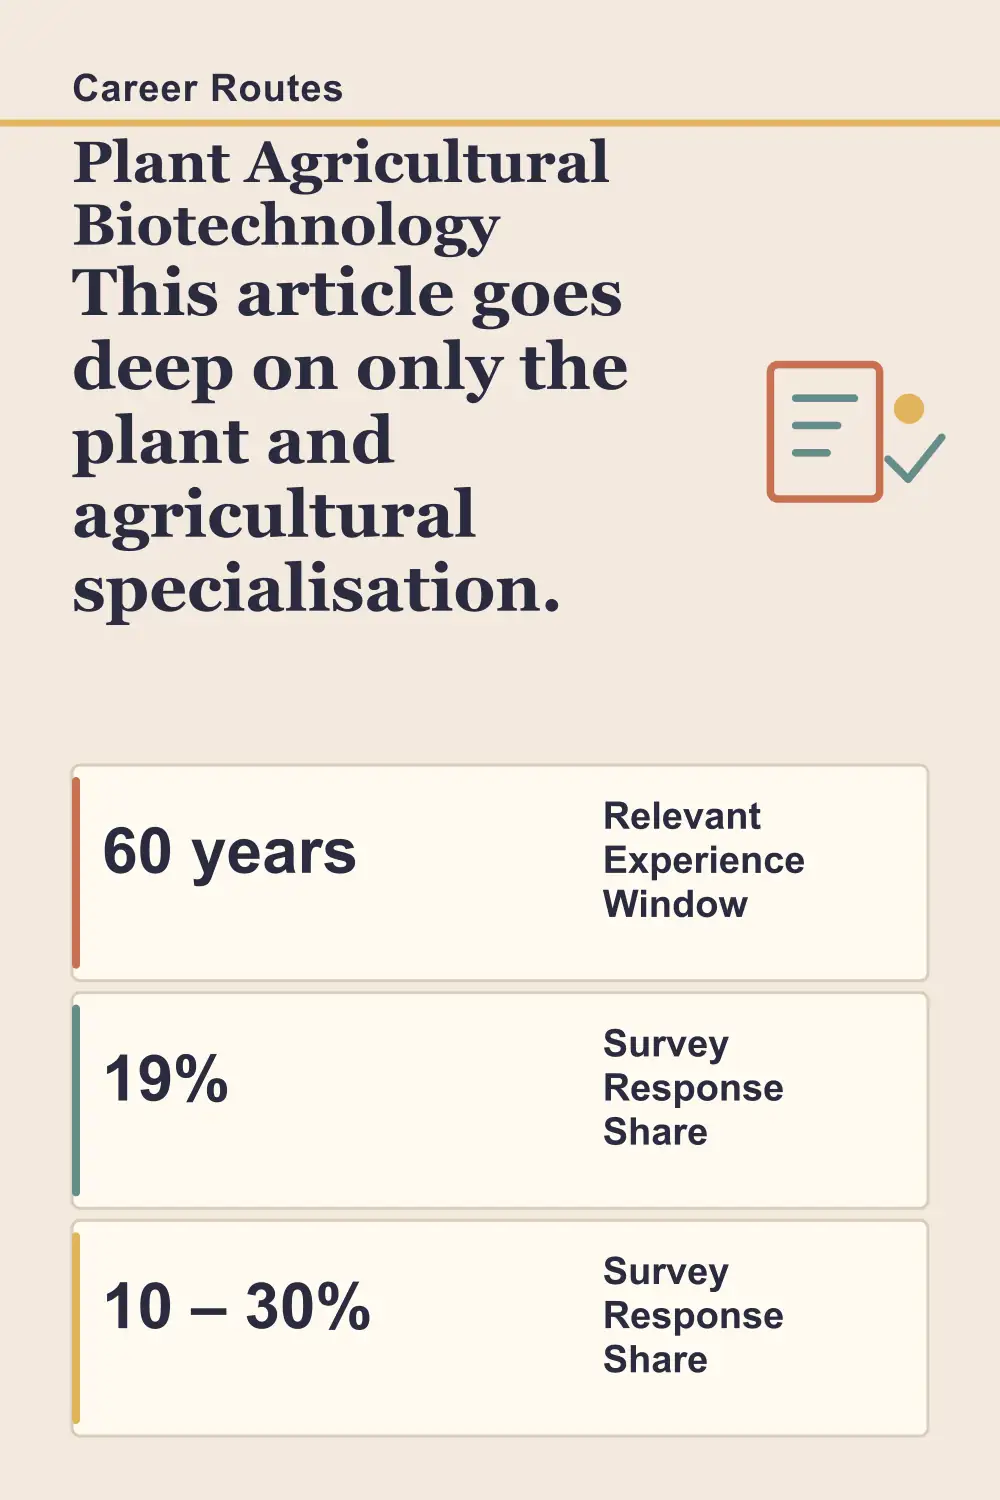 Career Routes
Plant Agricultural
Biotechnology
This article goes
deep on only the
plant and
agricultural
specialisation.
60 years
Relevant
Experience
Window
19%
Survey
Response
Share
10 – 30%
Survey
Response
Share